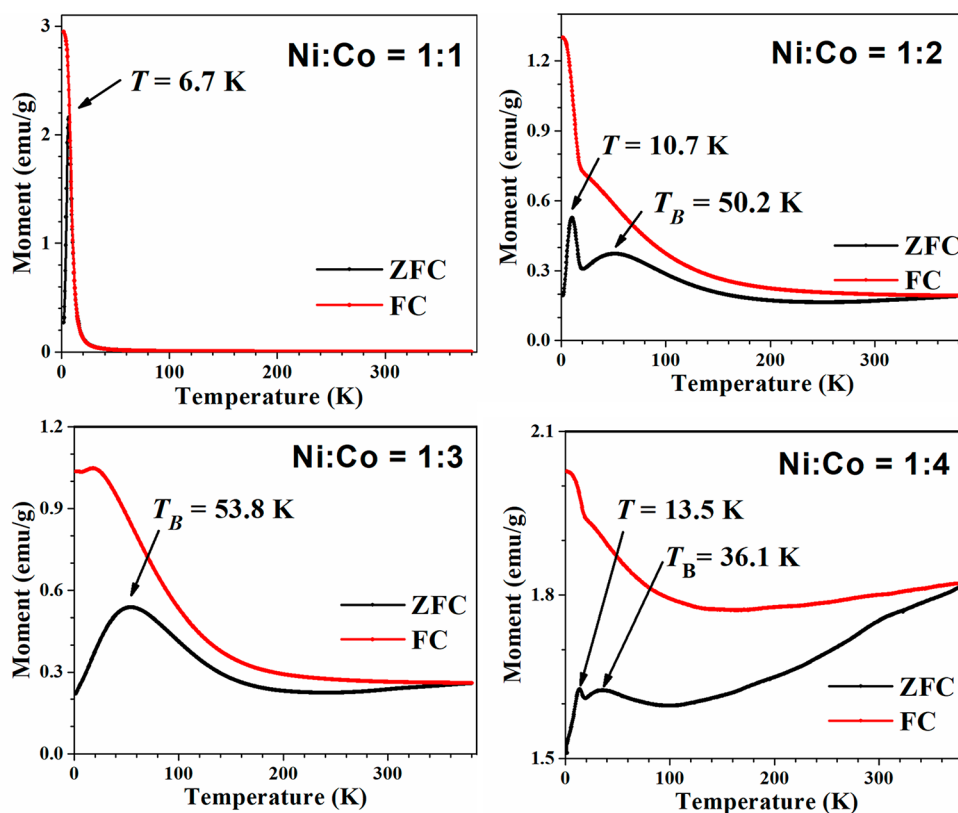 Ni:Co = 1:1
T = 6.7 K
ZFC
FC
3
2
1
0
0 100 200 300
Moment (emu/g)
Temperature (K)
Ni:Co = 1:2
T = 10.7 K
T_B = 50.2 K
ZFC
FC
1.2
0.9
0.6
0.3
0.0
0 100 200 300
Moment (emu/g)
Temperature (K)
Ni:Co = 1:3
T_B = 53.8 K
ZFC
FC
1.2
0.9
0.6
0.3
0.0
0 100 200 300
Moment (emu/g)
Temperature (K)
Ni:Co = 1:4
T = 13.5 K
T_B = 36.1 K
ZFC
FC
2.1
1.8
1.5
0 100 200 300
Moment (emu/g)
Temperature (K)